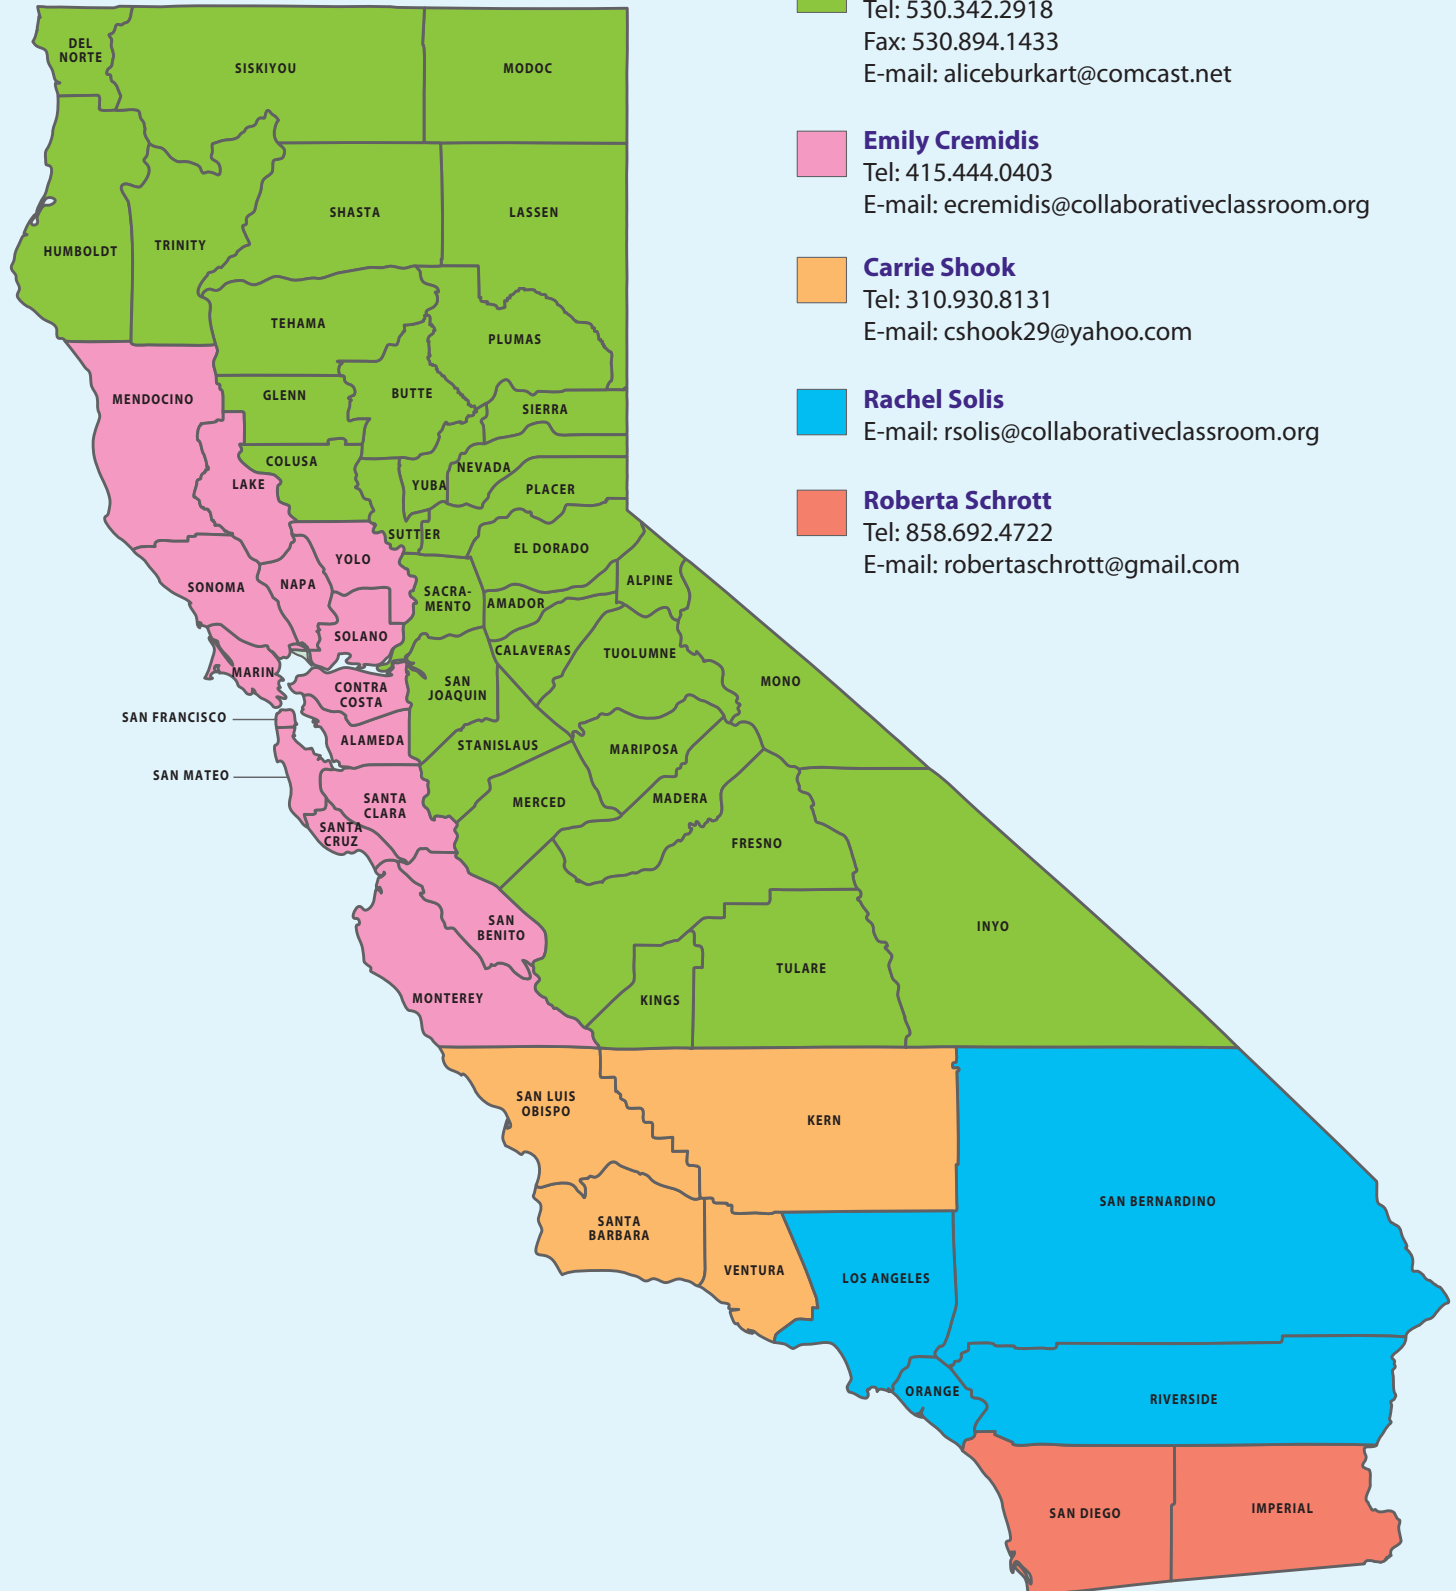 Tel: 530.342.2918
Fax: 530.894.1433
E-mail: aliceburkart@comcast.net
Emily Cremidis
Tel: 415.444.0403
E-mail: ecremidis@collaborativeclassroom.org
Carrie Shook
Tel: 310.930.8131
E-mail: cshook29@yahoo.com
Rachel Solis
E-mail: rsolis@collaborativeclassroom.org
Roberta Schrott
Tel: 858.692.4722
E-mail: robertaschrott@gmail.com
DEL
NORTE
SISKIYOU
MODOC
HUMBOLDT
TRINITY
SHASTA
LASSEN
TEHAMA
PLUMAS
MENDOCINO
GLENN
BUTTE
SIERRA
COLUSA
LAKE
YUBA
NEVADA
PLACER
SUTTER
EL DORADO
YOLO
SONOMA
NAPA
SACRA-
MENTO
AMADOR
ALPINE
SOLANO
CALAVERAS
TUOLUMNE
MARIN
CONTRA
COSTA
SAN
JOAQUIN
MONO
SAN FRANCISCO
ALAMEDA
STANISLAUS
MARIPOSA
SAN MATEO
SANTA
CLARA
MERCED
MADERA
SANTA
CRUZ
FRESNO
SAN
BENITO
INYO
MONTEREY
KINGS
TULARE
SAN LUIS
OBISPO
KERN
SANTA
BARBARA
VENTURA
LOS ANGELES
SAN BERNARDINO
ORANGE
RIVERSIDE
SAN DIEGO
IMPERIAL